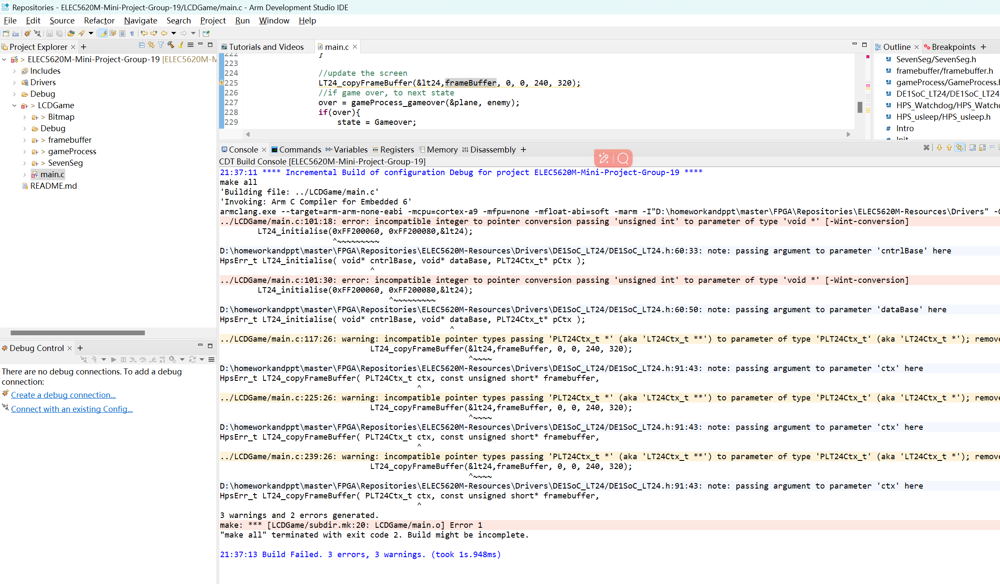 Repositories - ELEC5620M-Mini-Project-Group-19/LCDGame/main.c - Arm Development Studio IDE
File Edit Source Refactor Navigate Search Project Run Window Help
Project Explorer
> ELEC5620M-Mini-Project-Group-19 [ELEC5620M-M
Includes
Drivers
Debug
> LCDGame
> Bitmap
Debug
> framebuffer
> gameProcess
> SevenSeg
main.c
README.md
Debug Control
There are no debug connections. To add a debug
connection:
Create a debug connection...
Connect with an existing Config...
Tutorials and Videos main.c
222 }
223
224 //update the screen
225 LT24_copyFrameBuffer(&lt24,frameBuffer, 0, 0, 240, 320);
226 //if game over, to next state
227 over = gameProcess_gameover(&plane, enemy);
228 if(over){
229 state = Gameover;
Outline Breakpoints
SevenSeg/SevenSeg.h
framebuffer/framebuffer.h
gameProcess/GameProcess.h
DE1SoC_LT24/DE1SoC_LT24
HPS_Watchdog/HPS_Watchd
HPS_usleep/HPS_usleep.h
# Intro
# Init
Console Commands Variables Registers Memory Disassembly
CDT Build Console [ELEC5620M-Mini-Project-Group-19]
21:37:11 **** Incremental Build of configuration Debug for project ELEC5620M-Mini-Project-Group-19 ****
make all
'Building file: ../LCDGame/main.c'
'Invoking: Arm C Compiler for Embedded 6'
armclang.exe --target=arm-arm-none-eabi -mcpu=cortex-a9 -mfpu=none -mfloat-abi=soft -marm -I"D:\homeworkandppt\master\FPGA\Repositories\ELEC5620M-Resources\Drivers" -O
../LCDGame/main.c:101:18: error: incompatible integer to pointer conversion passing 'unsigned int' to parameter of type 'void *' [-Wint-conversion]
LT24_initialise(0xFF200060, 0xFF200080,&lt24);
^~~~~~~~~~
D:\homeworkandppt\master\FPGA\Repositories\ELEC5620M-Resources\Drivers\DE1SoC_LT24/DE1SoC_LT24.h:60:33: note: passing argument to parameter 'cntrlBase' here
HpsErr_t LT24_initialise( void* cntrlBase, void* dataBase, PLT24Ctx_t* pCtx );
^
../LCDGame/main.c:101:30: error: incompatible integer to pointer conversion passing 'unsigned int' to parameter of type 'void *' [-Wint-conversion]
LT24_initialise(0xFF200060, 0xFF200080,&lt24);
^~~~~~~~~~
D:\homeworkandppt\master\FPGA\Repositories\ELEC5620M-Resources\Drivers\DE1SoC_LT24/DE1SoC_LT24.h:60:50: note: passing argument to parameter 'dataBase' here
HpsErr_t LT24_initialise( void* cntrlBase, void* dataBase, PLT24Ctx_t* pCtx );
^
../LCDGame/main.c:117:26: warning: incompatible pointer types passing 'PLT24Ctx_t *' (aka 'LT24Ctx_t **') to parameter of type 'PLT24Ctx_t' (aka 'LT24Ctx_t *'); remove
LT24_copyFrameBuffer(&lt24,frameBuffer, 0, 0, 240, 320);
^~~~~
D:\homeworkandppt\master\FPGA\Repositories\ELEC5620M-Resources\Drivers\DE1SoC_LT24/DE1SoC_LT24.h:91:43: note: passing argument to parameter 'ctx' here
HpsErr_t LT24_copyFrameBuffer( PLT24Ctx_t ctx, const unsigned short* framebuffer,
^
../LCDGame/main.c:225:26: warning: incompatible pointer types passing 'PLT24Ctx_t *' (aka 'LT24Ctx_t **') to parameter of type 'PLT24Ctx_t' (aka 'LT24Ctx_t *'); remove
LT24_copyFrameBuffer(&lt24,frameBuffer, 0, 0, 240, 320);
^~~~~
D:\homeworkandppt\master\FPGA\Repositories\ELEC5620M-Resources\Drivers\DE1SoC_LT24/DE1SoC_LT24.h:91:43: note: passing argument to parameter 'ctx' here
HpsErr_t LT24_copyFrameBuffer( PLT24Ctx_t ctx, const unsigned short* framebuffer,
^
../LCDGame/main.c:239:26: warning: incompatible pointer types passing 'PLT24Ctx_t *' (aka 'LT24Ctx_t **') to parameter of type 'PLT24Ctx_t' (aka 'LT24Ctx_t *'); remove
LT24_copyFrameBuffer(&lt24,frameBuffer, 0, 0, 240, 320);
^~~~~
D:\homeworkandppt\master\FPGA\Repositories\ELEC5620M-Resources\Drivers\DE1SoC_LT24/DE1SoC_LT24.h:91:43: note: passing argument to parameter 'ctx' here
HpsErr_t LT24_copyFrameBuffer( PLT24Ctx_t ctx, const unsigned short* framebuffer,
^
3 warnings and 2 errors generated.
make: *** [LCDGame/subdir.mk:20: LCDGame/main.o] Error 1
"make all" terminated with exit code 2. Build might be incomplete.
21:37:13 Build Failed. 3 errors, 3 warnings. (took 1s.948ms)